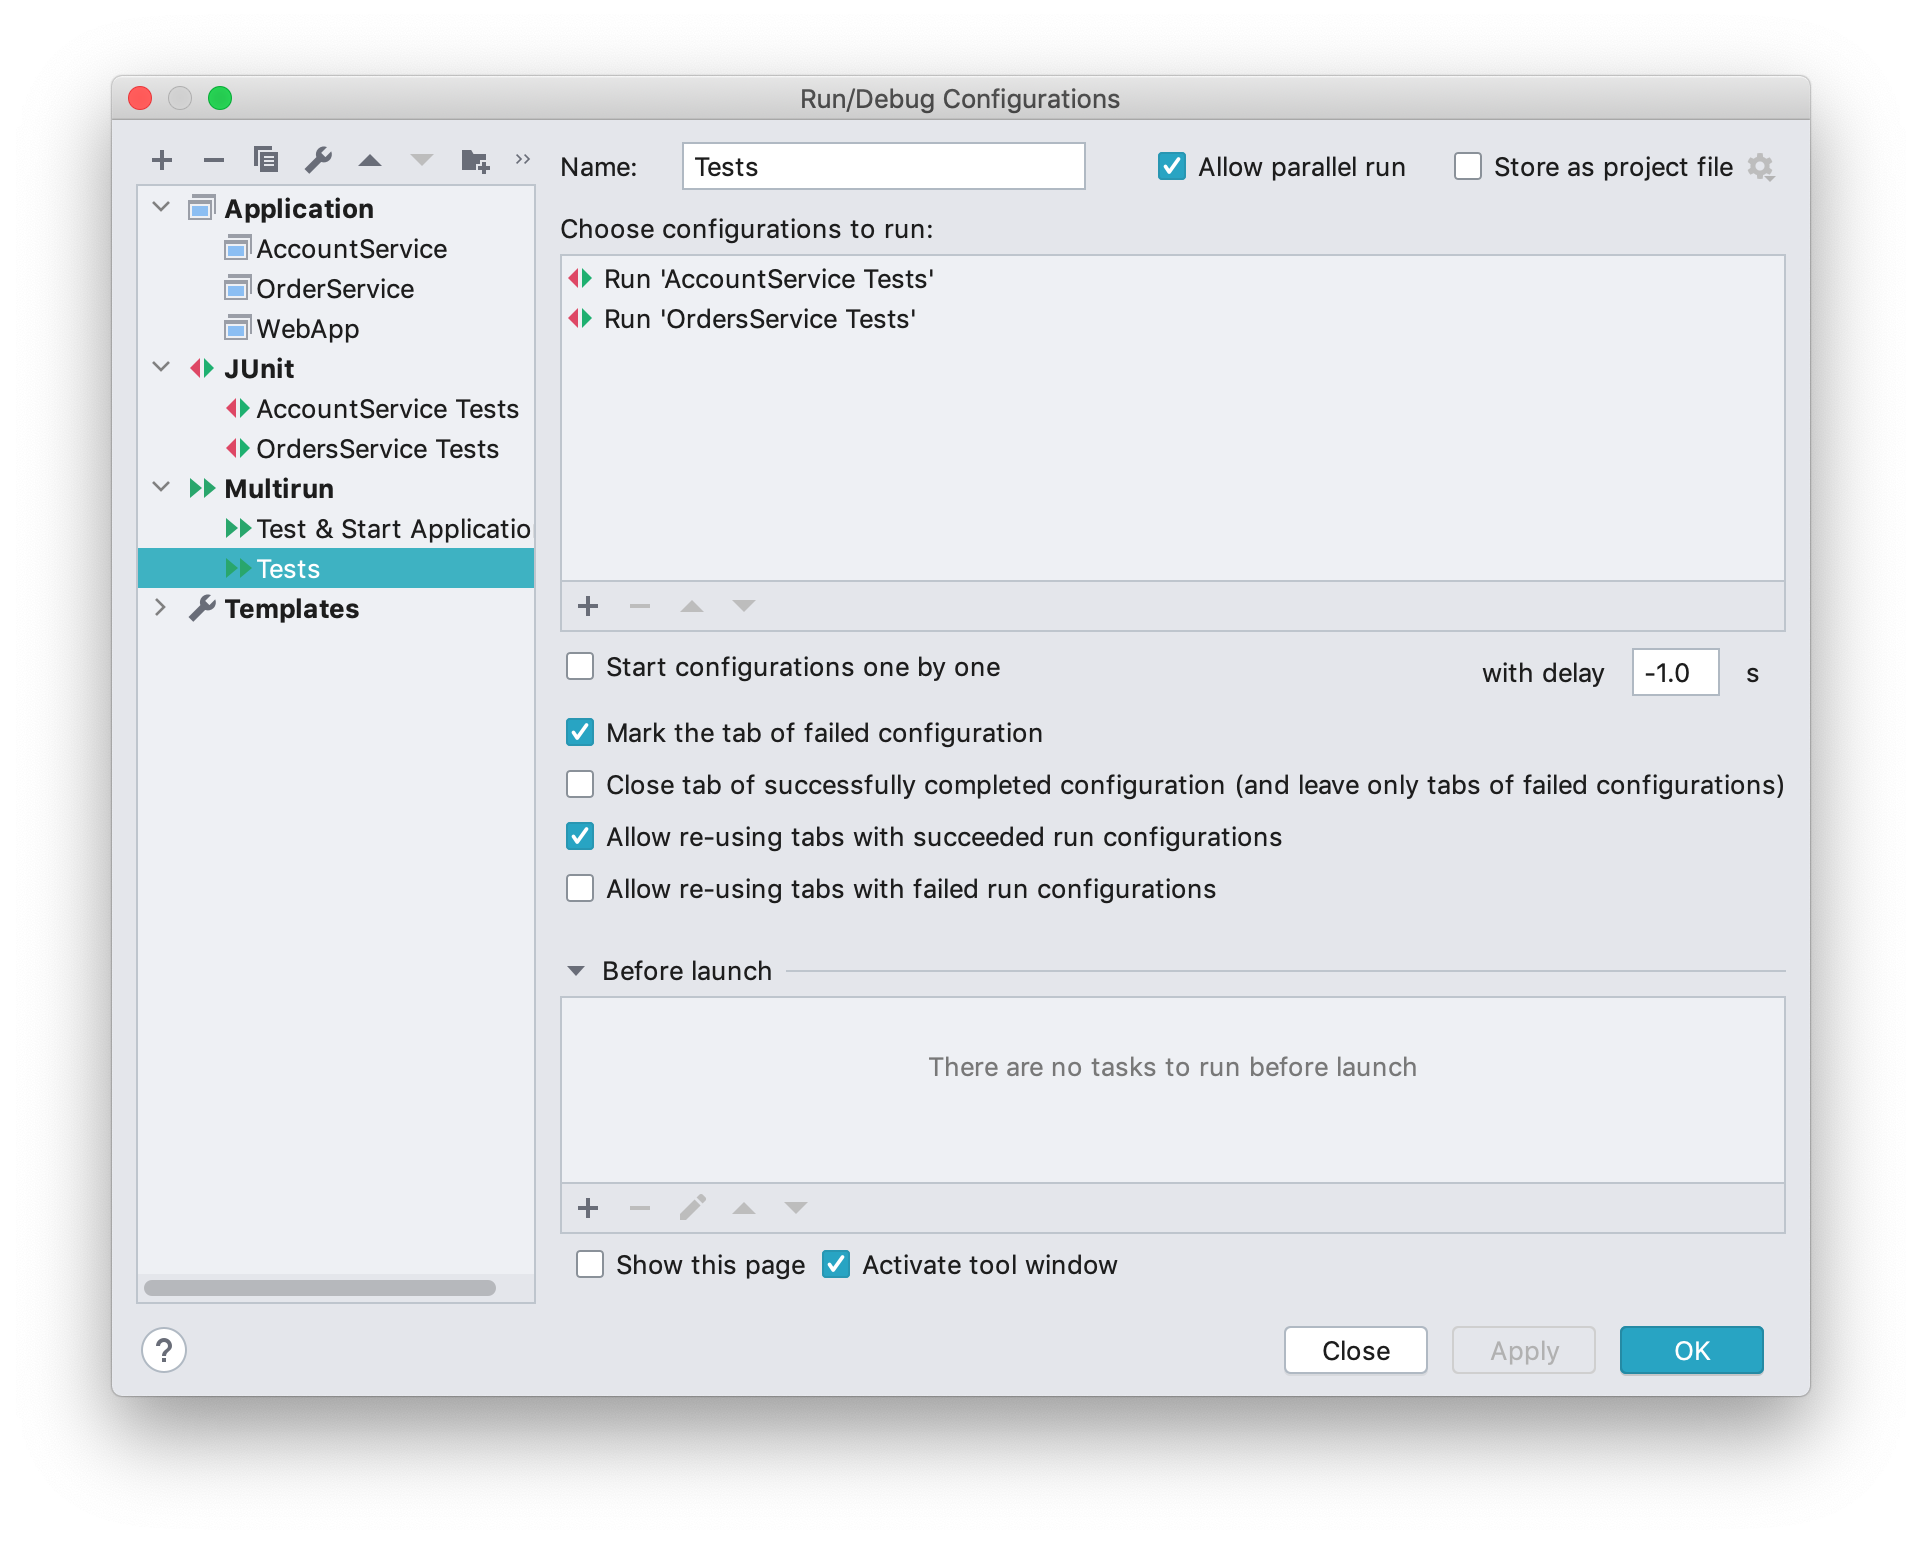 Run/Debug Configurations
Name: Tests Allow parallel run Store as project file
Application
AccountService
OrderService
WebApp
JUnit
AccountService Tests
OrdersService Tests
Multirun
Test & Start Applicatio
Tests
Templates
Choose configurations to run:
Run 'AccountService Tests'
Run 'OrdersService Tests'
Start configurations one by one with delay -1.0 s
Mark the tab of failed configuration
Close tab of successfully completed configuration (and leave only tabs of failed configurations)
Allow re-using tabs with succeeded run configurations
Allow re-using tabs with failed run configurations
Before launch
There are no tasks to run before launch
Show this page Activate tool window
? Close Apply OK